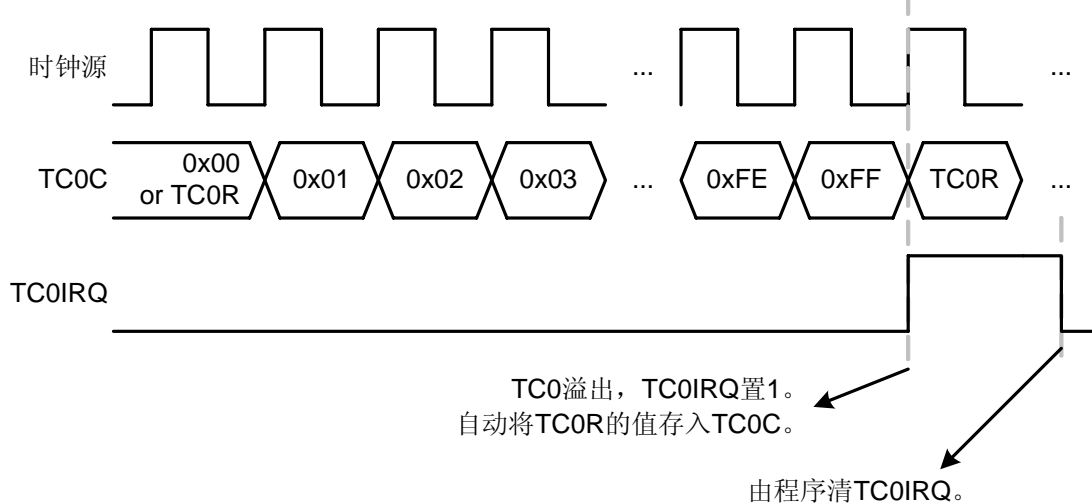 时钟源
...
...
TC0C
0x00
or TC0R
0x01
0x02
0x03
...
0xFE
0xFF
TC0R
...
TC0IRQ
TC0溢出，TC0IRQ置1。
自动将TC0R的值存入TC0C。
由程序清TC0IRQ。